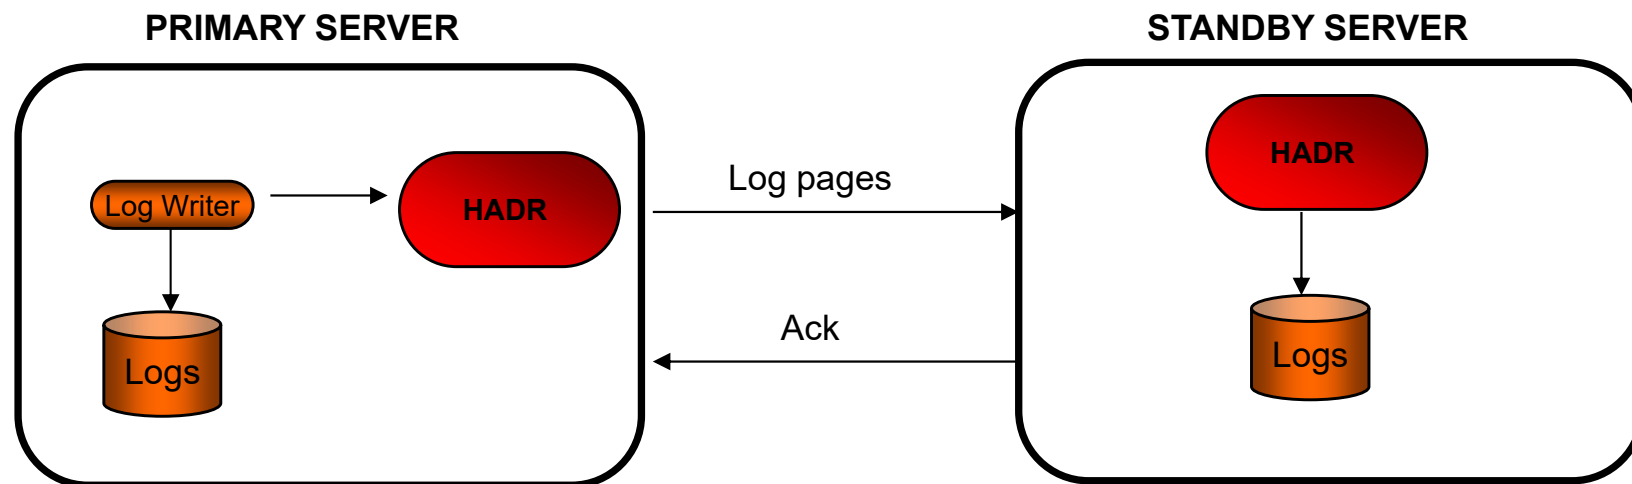 PRIMARY SERVER
STANDBY SERVER
HADR
Log pages
Log Writer
HADR
Ack
Logs
Logs